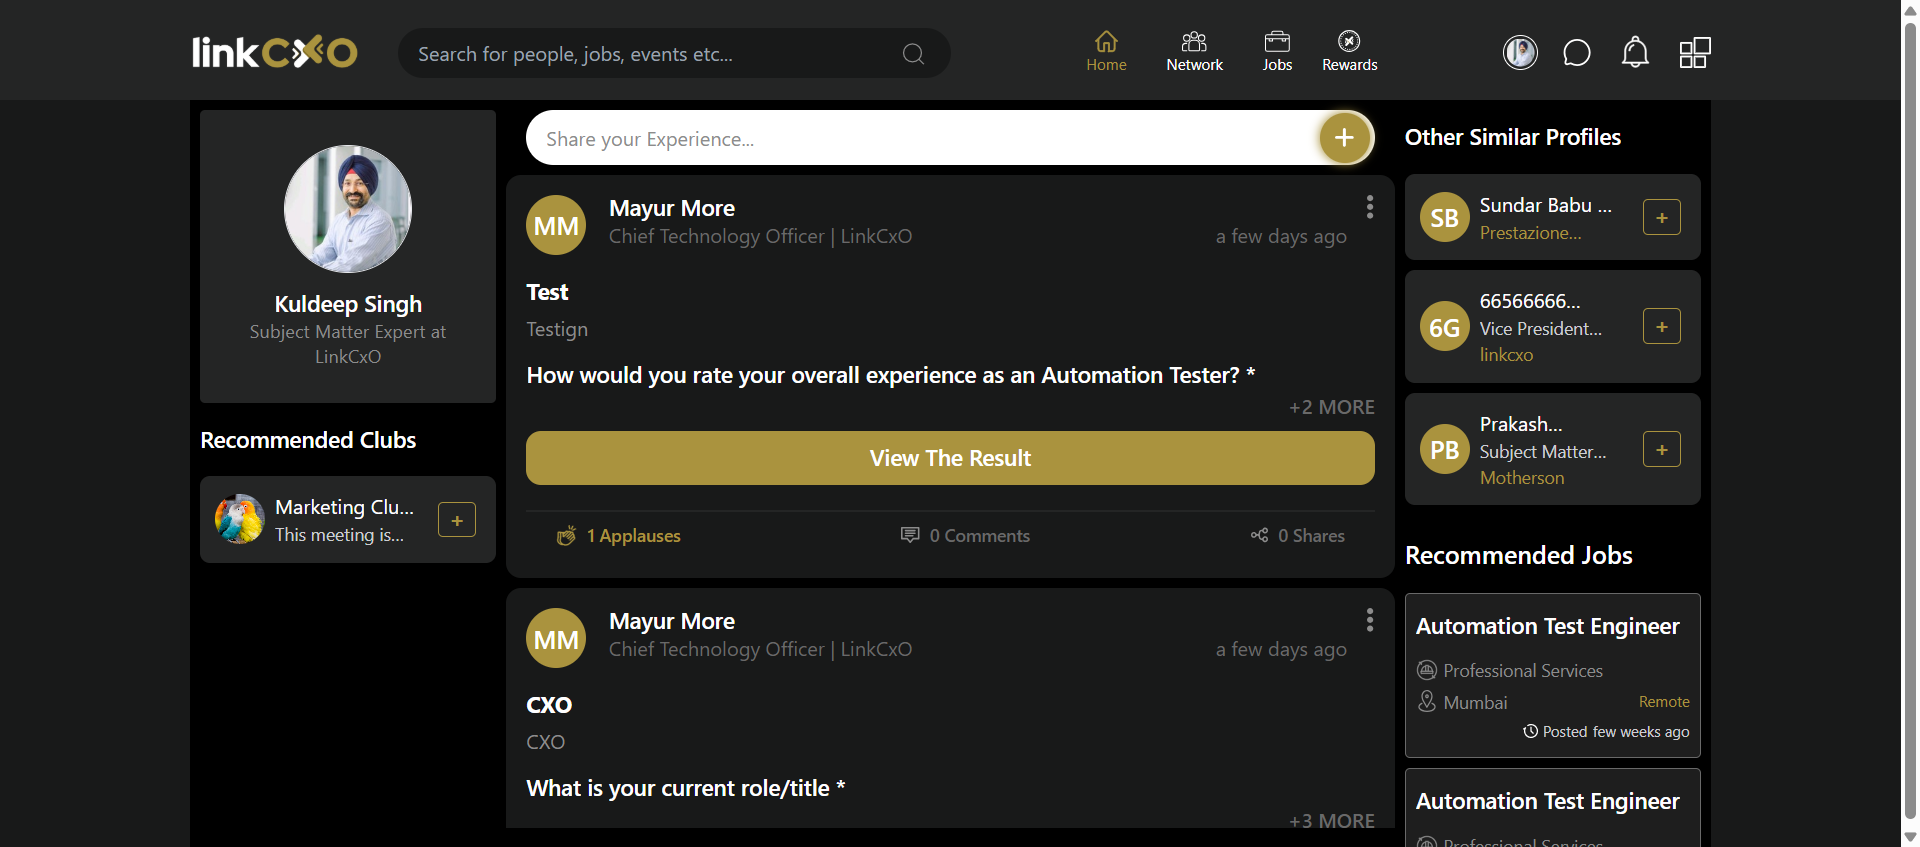 linkCXO
Search for people, jobs, events etc...
Home
Network
Jobs
Rewards
Kuldeep Singh
Subject Matter Expert at
LinkCxO
Recommended Clubs
Marketing Clu...
This meeting is...
+
Share your Experience...
+
MM
Mayur More
Chief Technology Officer | LinkCxO
a few days ago
Test
Testign
How would you rate your overall experience as an Automation Tester? *
+2 MORE
View The Result
1 Applauses
0 Comments
0 Shares
MM
Mayur More
Chief Technology Officer | LinkCxO
a few days ago
CXO
CXO
What is your current role/title *
+3 MORE
Other Similar Profiles
SB
Sundar Babu ...
Prestazione...
+
6G
66566666...
Vice President...
linkcxo
+
PB
Prakash...
Subject Matter...
Motherson
+
Recommended Jobs
Automation Test Engineer
Professional Services
Mumbai
Remote
Posted few weeks ago
Automation Test Engineer
Professional Services